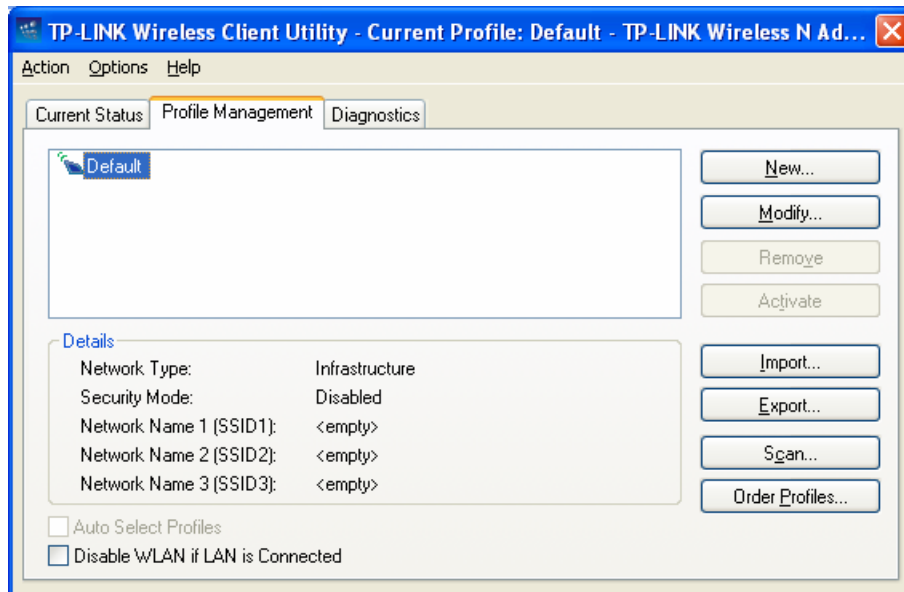 TP-LINK Wireless Client Utility - Current Profile: Default - TP-LINK Wireless N Ad...
Action Options Help
Current Status Profile Management Diagnostics
Default
New...
Modify...
Remove
Activate
Details
Network Type: Infrastructure
Security Mode: Disabled
Network Name 1 (SSID1): <empty>
Network Name 2 (SSID2): <empty>
Network Name 3 (SSID3): <empty>
Import...
Export...
Scan...
Order Profiles...
Auto Select Profiles
Disable WLAN if LAN is Connected